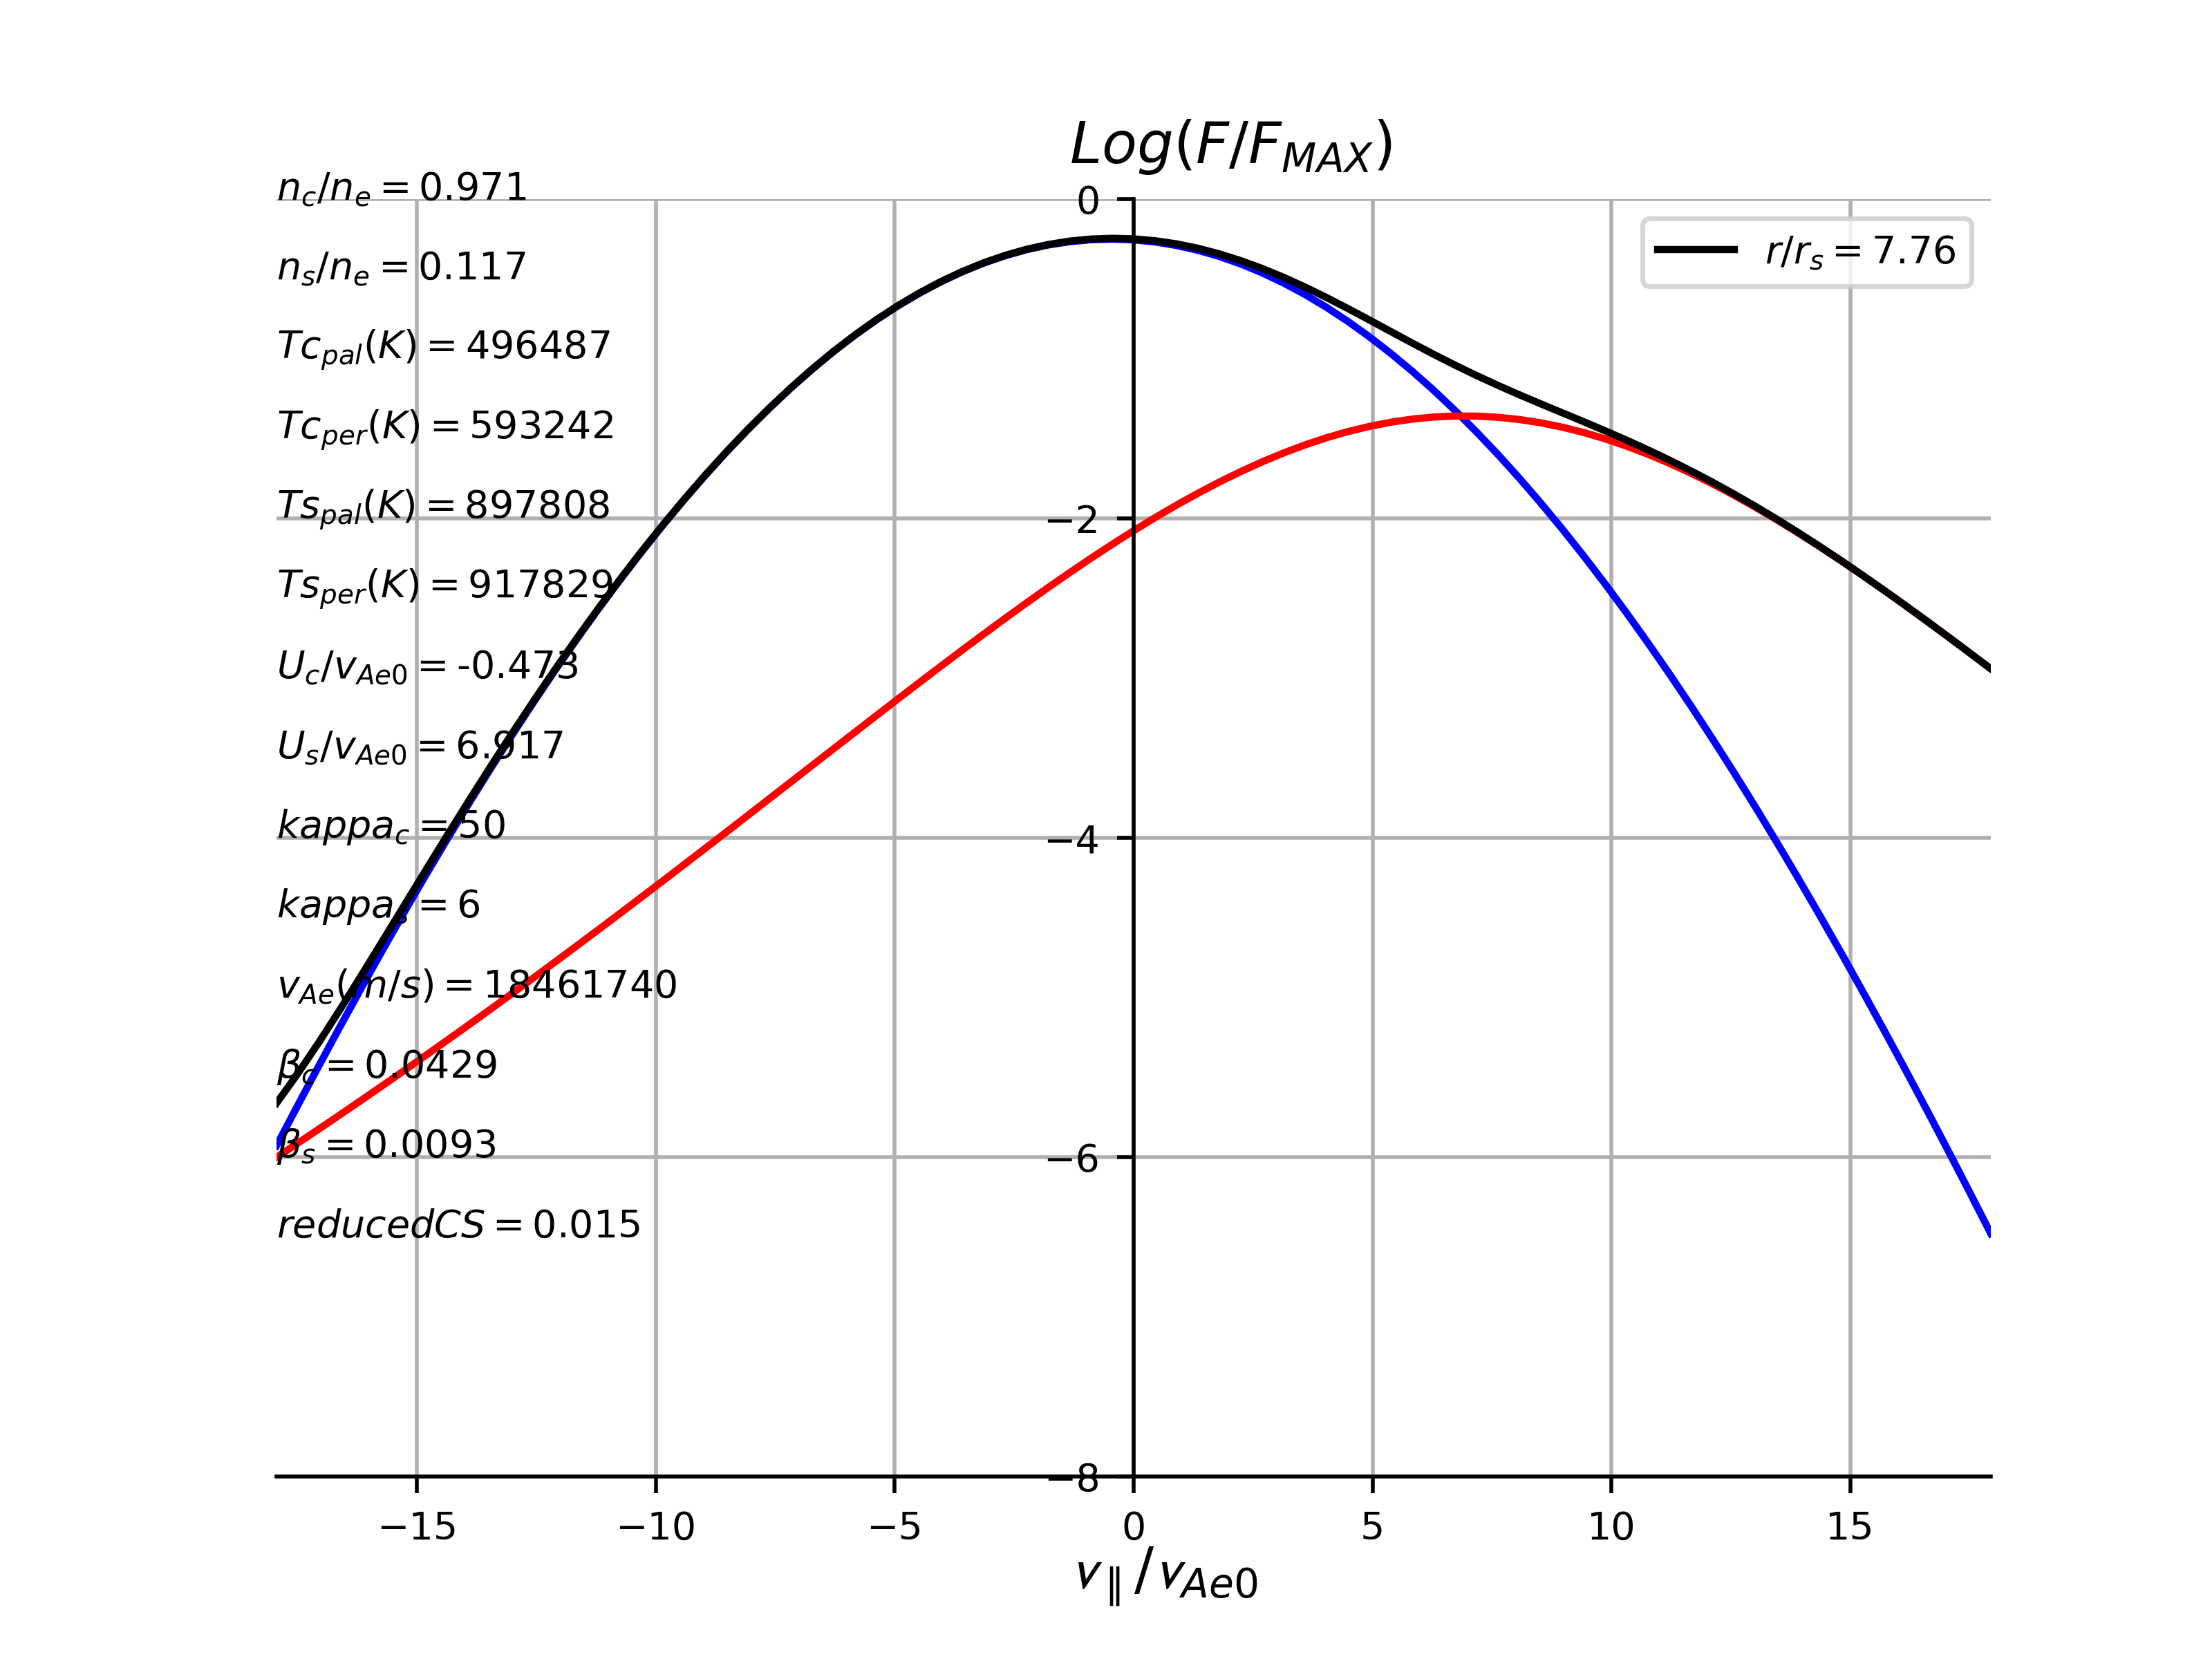 Log(F/F_MAX)
n_c/n_e = 0.971
n_s/n_e = 0.117
Tc_pal(K) = 496487
Tc_per(K) = 593242
Ts_pal(K) = 897808
Ts_per(K) = 917829
U_c/v_Ae0 = -0.473
U_s/v_Ae0 = 6.917
kappa_c = 50
kappa_s = 6
v_Ae(m/s) = 18461740
β_c = 0.0429
β_s = 0.0093
reducedCS = 0.015
r/r_s = 7.76
0
−2
−4
−6
−8
−15 −10 −5 0 5 10 15
v_∥/v_Ae0